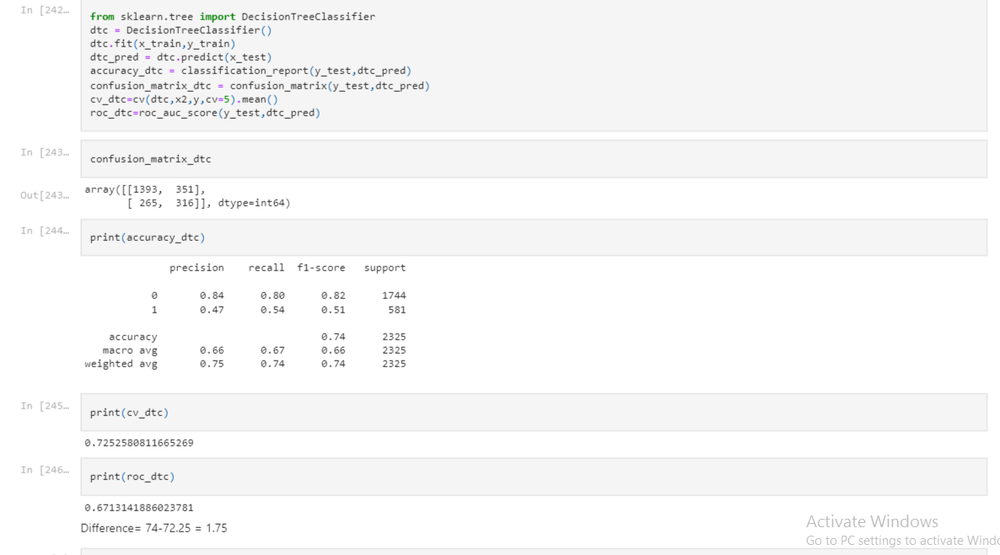 In [242…
from sklearn.tree import DecisionTreeClassifier
dtc = DecisionTreeClassifier()
dtc.fit(x_train,y_train)
dtc_pred = dtc.predict(x_test)
accuracy_dtc = classification_report(y_test,dtc_pred)
confusion_matrix_dtc = confusion_matrix(y_test,dtc_pred)
cv_dtc=cv(dtc,x2,y,cv=5).mean()
roc_dtc=roc_auc_score(y_test,dtc_pred)
In [243…
confusion_matrix_dtc
Out[243…
array([[1393,  351],
       [ 265,  316]], dtype=int64)
In [244…
print(accuracy_dtc)
              precision    recall  f1-score   support
           0       0.84      0.80      0.82      1744
           1       0.47      0.54      0.51       581
    accuracy                           0.74      2325
   macro avg       0.66      0.67      0.66      2325
weighted avg       0.75      0.74      0.74      2325
In [245…
print(cv_dtc)
0.7252580811665269
In [246…
print(roc_dtc)
0.6713141886023781
Difference= 74-72.25 = 1.75
Activate Windows
Go to PC settings to activate Windo